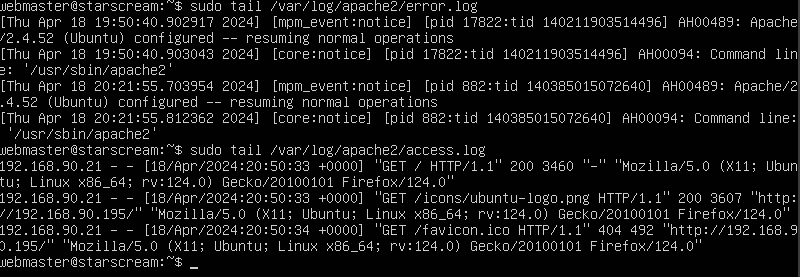 webmaster@starscream:~$ sudo tail /var/log/apache2/error.log
[Thu Apr 18 19:50:40.902917 2024] [mpm_event:notice] [pid 17822:tid 140211903514496] AH00489: Apache
/2.4.52 (Ubuntu) configured -- resuming normal operations
[Thu Apr 18 19:50:40.903043 2024] [core:notice] [pid 17822:tid 140211903514496] AH00094: Command lin
e: '/usr/sbin/apache2'
[Thu Apr 18 20:21:55.703954 2024] [mpm_event:notice] [pid 882:tid 140385015072640] AH00489: Apache/2
.4.52 (Ubuntu) configured -- resuming normal operations
[Thu Apr 18 20:21:55.812362 2024] [core:notice] [pid 882:tid 140385015072640] AH00094: Command line:
 '/usr/sbin/apache2'
webmaster@starscream:~$ sudo tail /var/log/apache2/access.log
192.168.90.21 - - [18/Apr/2024:20:50:33 +0000] "GET / HTTP/1.1" 200 3460 "-" "Mozilla/5.0 (X11; Ubun
tu; Linux x86_64; rv:124.0) Gecko/20100101 Firefox/124.0"
192.168.90.21 - - [18/Apr/2024:20:50:33 +0000] "GET /icons/ubuntu-logo.png HTTP/1.1" 200 3607 "http:
//192.168.90.195/" "Mozilla/5.0 (X11; Ubuntu; Linux x86_64; rv:124.0) Gecko/20100101 Firefox/124.0"
192.168.90.21 - - [18/Apr/2024:20:50:34 +0000] "GET /favicon.ico HTTP/1.1" 404 492 "http://192.168.9
0.195/" "Mozilla/5.0 (X11; Ubuntu; Linux x86_64; rv:124.0) Gecko/20100101 Firefox/124.0"
webmaster@starscream:~$ _